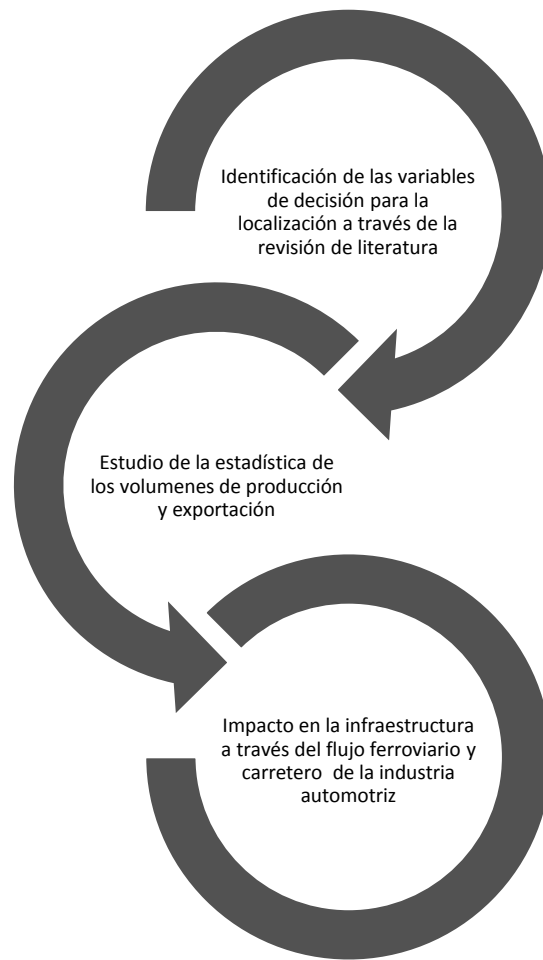 Identificación de las variables
de decisión para la
localización a través de la
revisión de literatura
Estudio de la estadística de
los volumenes de producción
y exportación
Impacto en la infraestructura
a través del flujo ferroviario y
carretero de la industria
automotriz